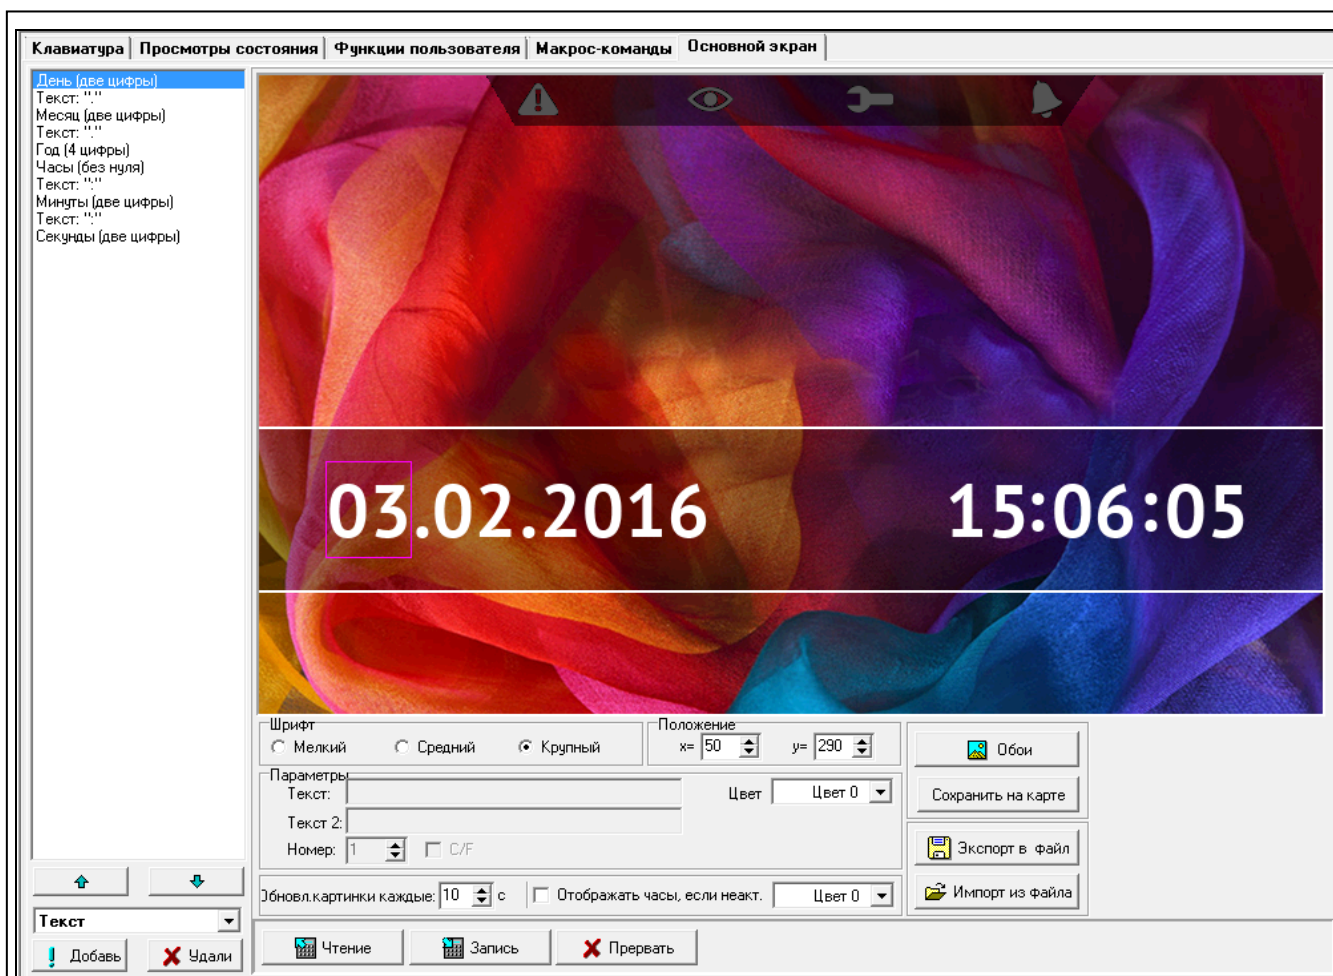 Клавиатура Просмотры состояния Функции пользователя Макрос-команды Основной экран
День (две цифры)
Текст: "."
Месяц (две цифры)
Текст: "."
Год (4 цифры)
Часы (без нуля)
Текст: ":"
Минуты (две цифры)
Текст: ":"
Секунды (две цифры)
03.02.2016 15:06:05
Шрифт
Мелкий Средний Крупный
Положение
x= 50 y= 290
Обои
Параметры
Текст: Цвет Цвет 0
Сохранить на карте
Текст 2:
Номер: 1 C/F
Экспорт в файл
Обновл.картинки каждые: 10 с Отображать часы, если неакт. Цвет 0
Импорт из файла
Текст
Добавь Удали
Чтение Запись Прервать